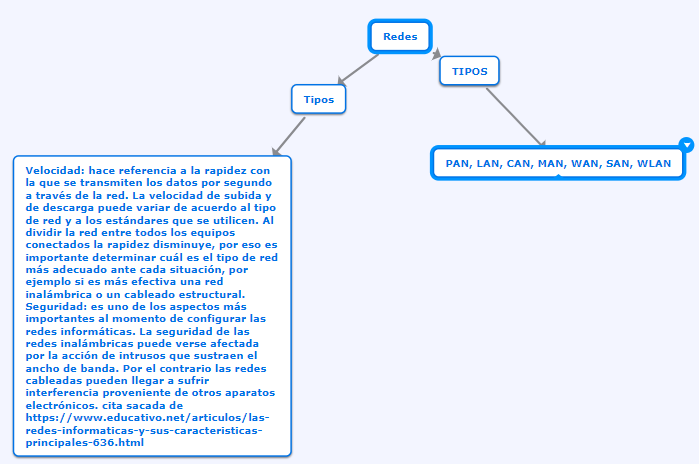 Redes
TIPOS
Tipos
PAN, LAN, CAN, MAN, WAN, SAN, WLAN
Velocidad: hace referencia a la rapidez con
la que se transmiten los datos por segundo
a través de la red. La velocidad de subida y
de descarga puede variar de acuerdo al tipo
de red y a los estándares que se utilicen. Al
dividir la red entre todos los equipos
conectados la rapidez disminuye, por eso es
importante determinar cuál es el tipo de red
más adecuado ante cada situación, por
ejemplo si es más efectiva una red
inalámbrica o un cableado estructural.
Seguridad: es uno de los aspectos más
importantes al momento de configurar las
redes informáticas. La seguridad de las
redes inalámbricas puede verse afectada
por la acción de intrusos que sustraen el
ancho de banda. Por el contrario las redes
cableadas pueden llegar a sufrir
interferencia proveniente de otros aparatos
electrónicos. cita sacada de
https://www.educativo.net/articulos/las-
redes-informaticas-y-sus-caracteristicas-
principales-636.html